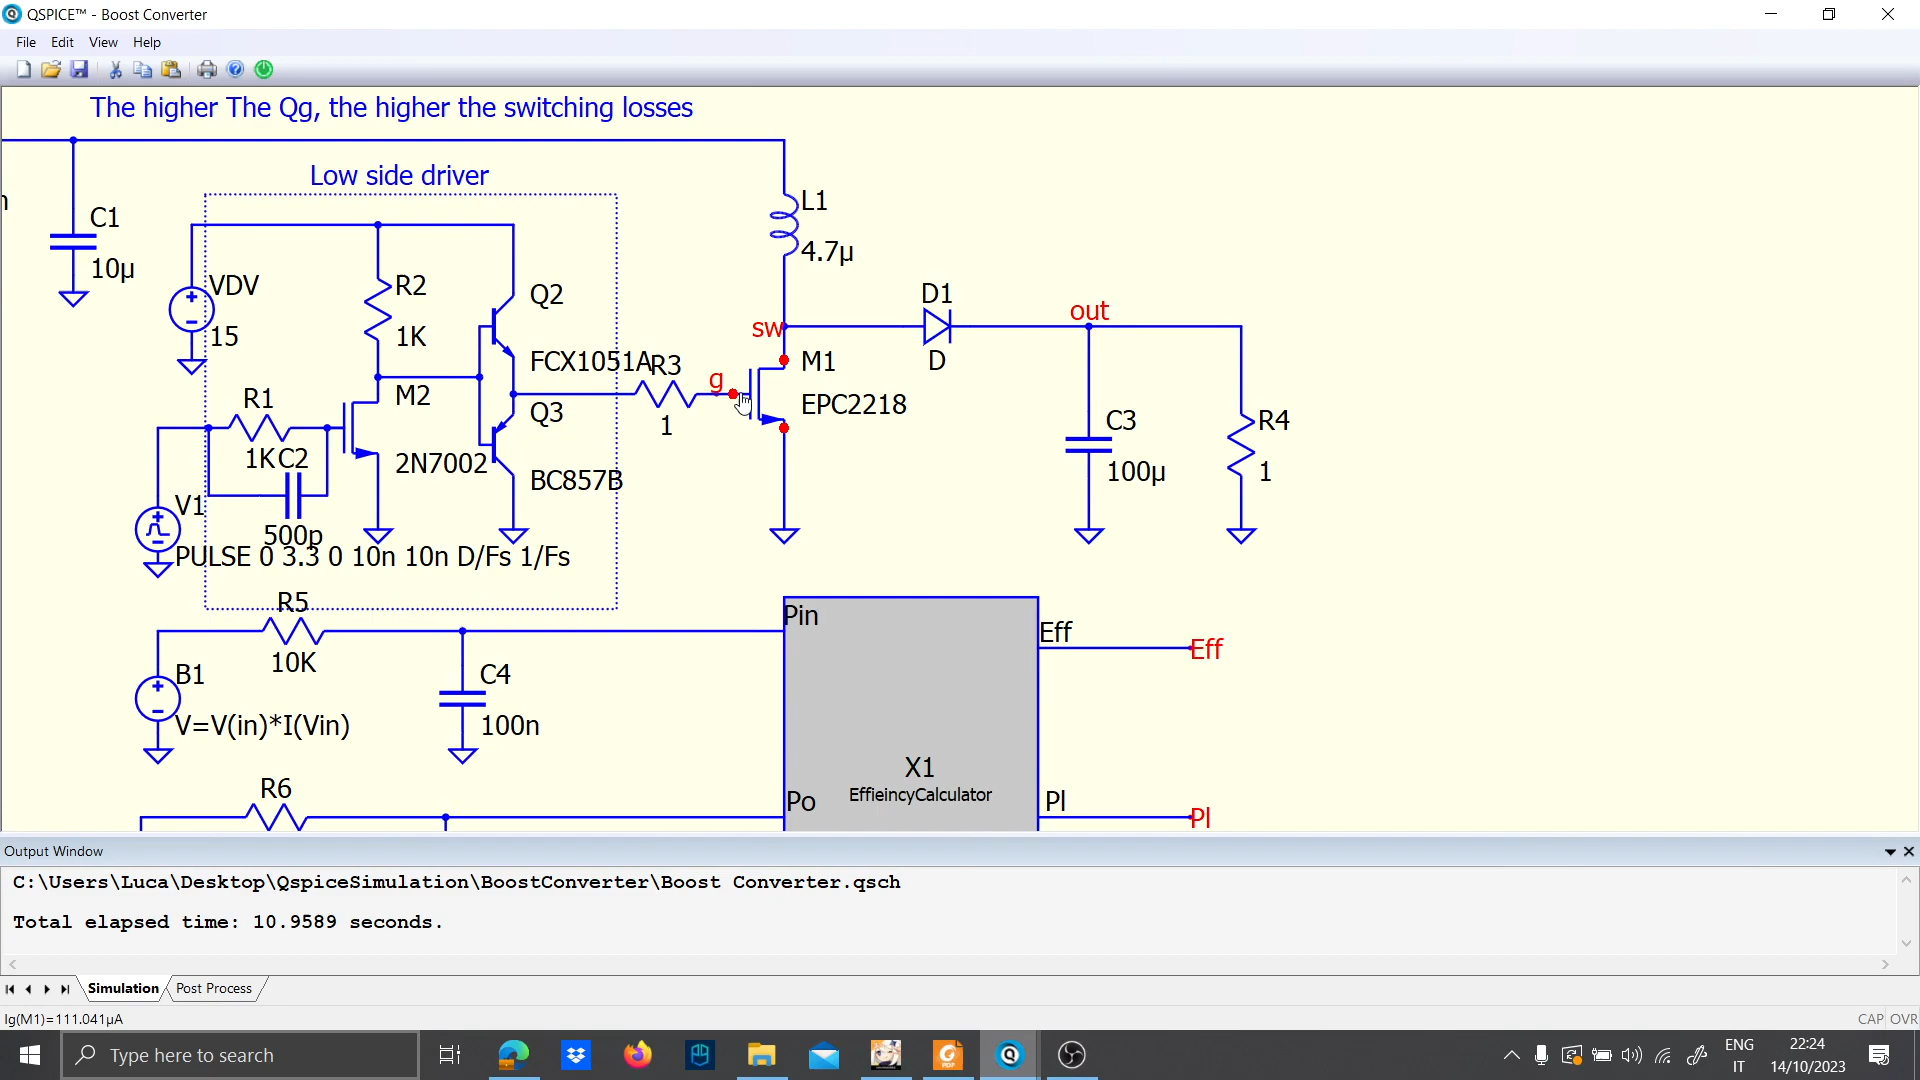 QSPICE™ - Boost Converter
File Edit View Help
The higher The Qg, the higher the switching losses
Low side driver
C1
10µ
VDV
15
R2
1K
Q2
FCX1051A
R1
1K
C2
500p
M2
2N7002
Q3
BC857B
V1
PULSE 0 3.3 0 10n 10n D/Fs 1/Fs
R3
1
g
L1
4.7µ
sw
M1
EPC2218
D1
D
out
C3
100µ
R4
1
R5
10K
B1
V=V(in)*I(Vin)
C4
100n
R6
Pin
Po
X1
EffieincyCalculator
Eff
Eff
Pl
Pl
Output Window
C:\Users\Luca\Desktop\QspiceSimulation\BoostConverter\Boost Converter.qsch
Total elapsed time: 10.9589 seconds.
Simulation
Post Process
Ig(M1)=111.041µA
CAP OVR
Type here to search
ENG
IT
22:24
14/10/2023